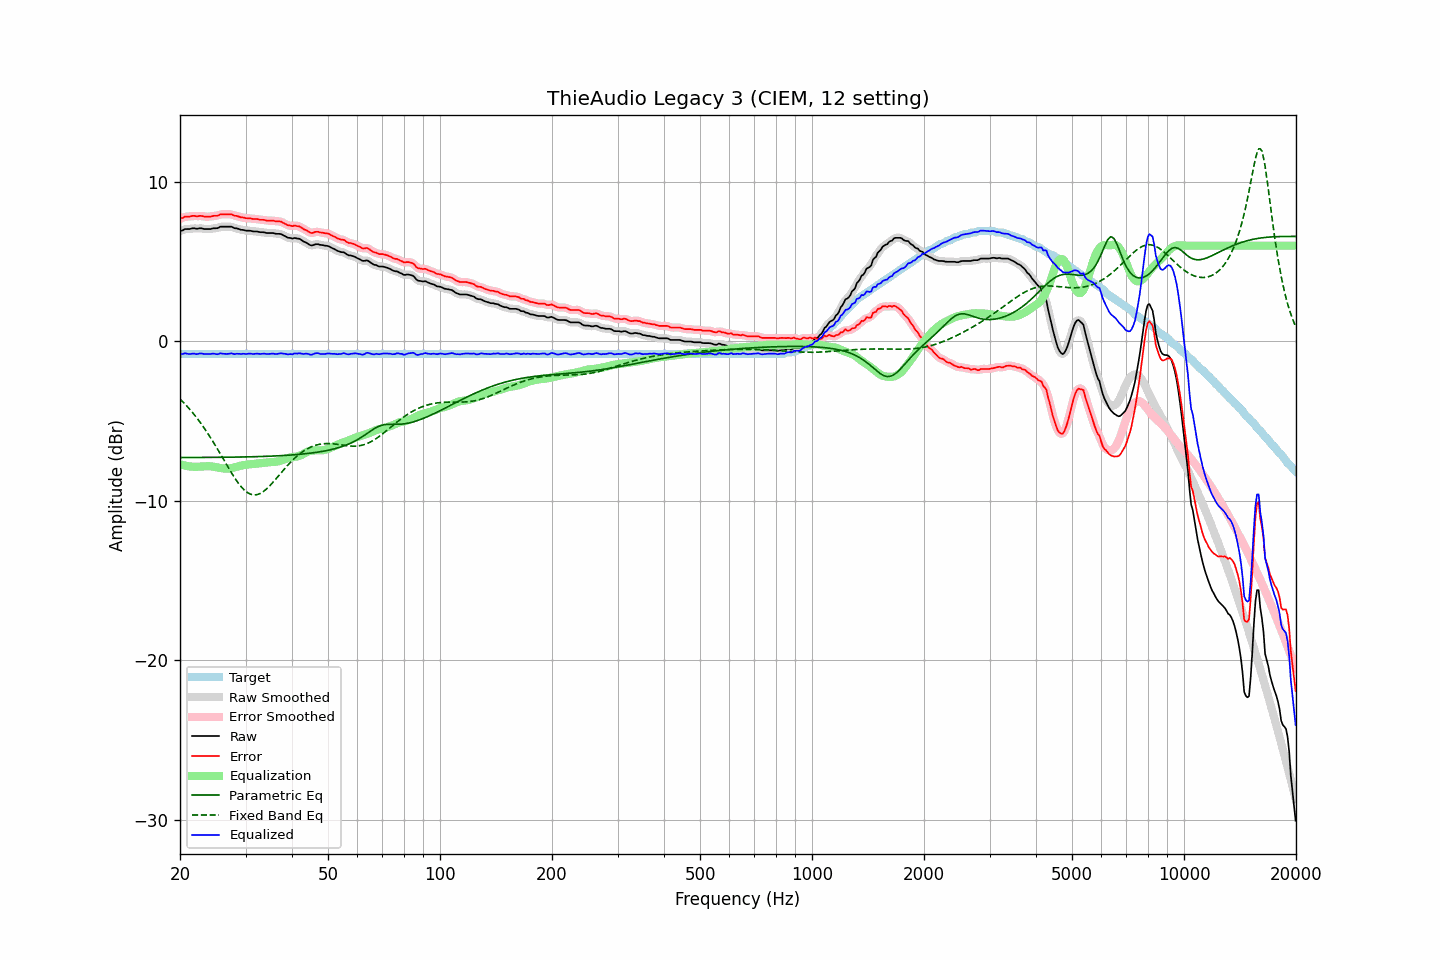 ThieAudio Legacy 3 (CIEM, 12 setting)
Amplitude (dBr)
10
0
−10
−20
−30
Target
Raw Smoothed
Error Smoothed
Raw
Error
Equalization
Parametric Eq
Fixed Band Eq
Equalized
20 50 100 200 500 1000 2000 5000 10000 20000
Frequency (Hz)